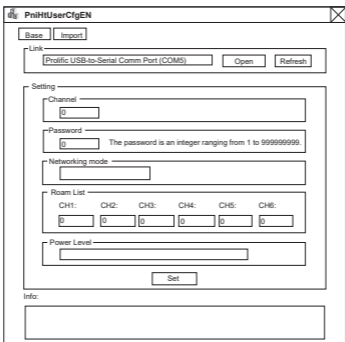 PniHtUserCfgEN
Base Import
Link
Prolific USB-to-Serial Comm Port (COM5) Open Refresh
Setting
Channel
0
Password
0 The password is an integer ranging from 1 to 999999999.
Networking mode
Roam List
CH1: CH2: CH3: CH4: CH5: CH6:
0 0 0 0 0 0
Power Level
Set
Info: